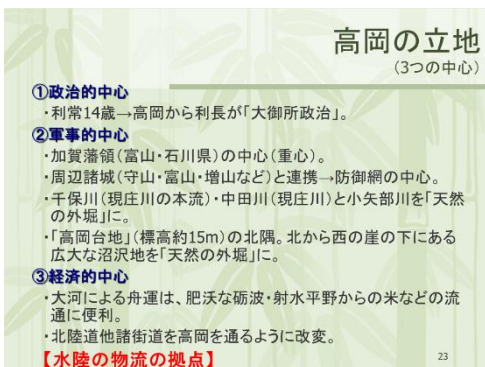 高岡の立地
(3つの中心)
①政治的中心
・利常14歳→高岡から利長が「大御所政治」。
②軍事的中心
・加賀藩領(富山・石川県)の中心(重心)。
・周辺諸城(守山・富山・増山など)と連携→防御網の中心。
・千保川(現庄川の本流)・中田川(現庄川)と小矢部川を「天然
の外堀」に。
・「高岡台地」(標高約15m)の北隅。北から西の崖の下にある
広大な沼沢地を「天然の外堀」に。
③経済的中心
・大河による舟運は、肥沃な砺波・射水平野からの米などの流
通に便利。
・北陸道他諸街道を高岡を通るように改変。
【水陸の物流の拠点】
23